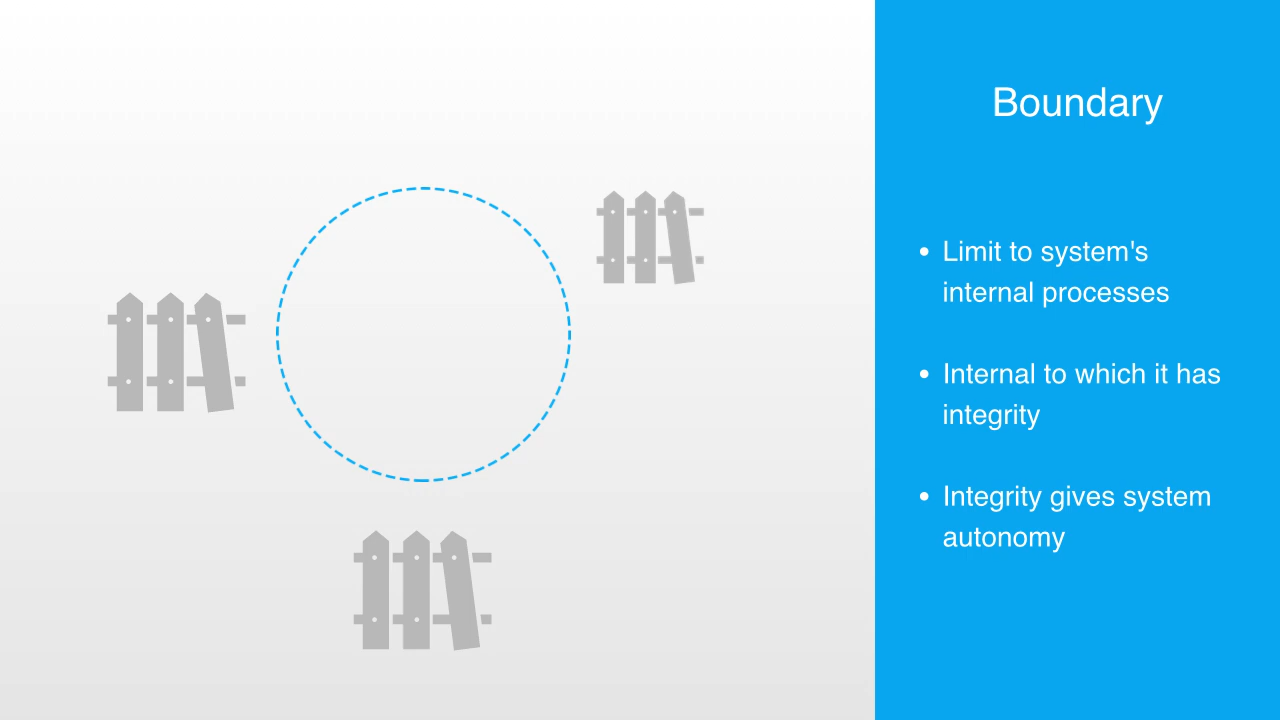 Boundary
• Limit to system's
internal processes
• Internal to which it has
integrity
• Integrity gives system
autonomy